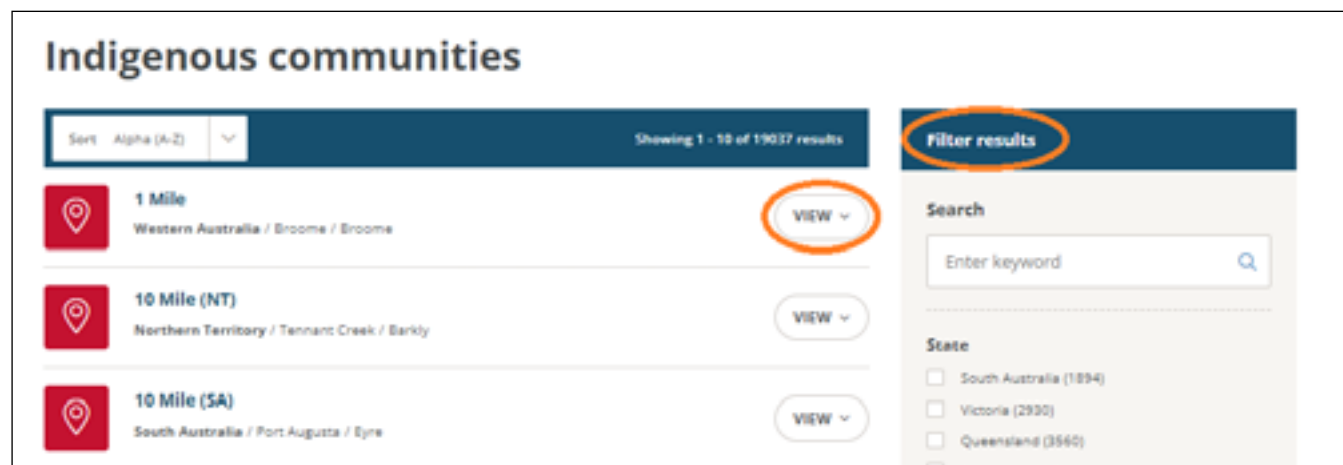 Indigenous communities
Sort Alpha (A-Z)
Showing 1 - 10 of 19037 results
1 Mile
Western Australia / Broome / Broome
VIEW
10 Mile (NT)
Northern Territory / Tennant Creek / Barkly
VIEW
10 Mile (SA)
South Australia / Port Augusta / Eyre
VIEW
Filter results
Search
Enter keyword
State
South Australia (1894)
Victoria (2930)
Queensland (3560)